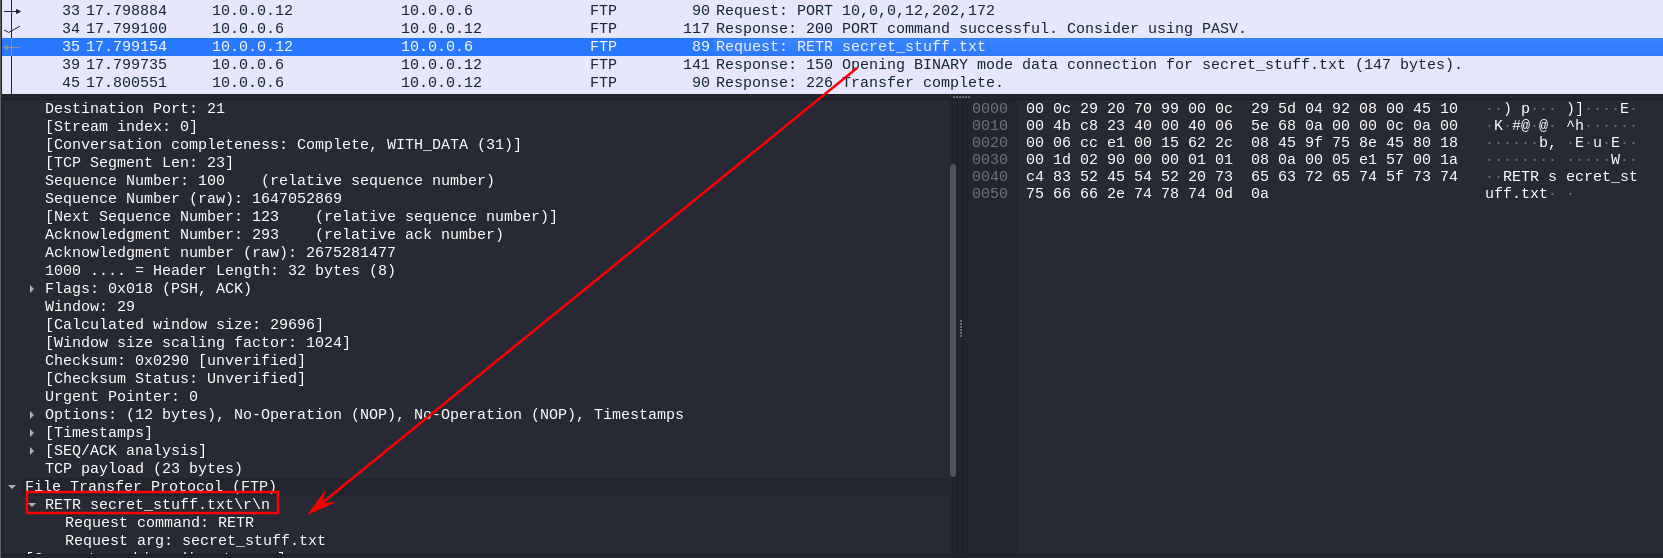 33 17.798884 10.0.0.12 10.0.0.6 FTP 90 Request: PORT 10,0,0,12,202,172
34 17.799100 10.0.0.6 10.0.0.12 FTP 117 Response: 200 PORT command successful. Consider using PASV.
35 17.799154 10.0.0.12 10.0.0.6 FTP 89 Request: RETR secret_stuff.txt
39 17.799735 10.0.0.6 10.0.0.12 FTP 141 Response: 150 Opening BINARY mode data connection for secret_stuff.txt (147 bytes).
45 17.800551 10.0.0.6 10.0.0.12 FTP 90 Response: 226 Transfer complete.
Destination Port: 21
[Stream index: 0]
[Conversation completeness: Complete, WITH_DATA (31)]
[TCP Segment Len: 23]
Sequence Number: 100 (relative sequence number)
Sequence Number (raw): 1647052869
[Next Sequence Number: 123 (relative sequence number)]
Acknowledgment Number: 293 (relative ack number)
Acknowledgment number (raw): 2675281477
1000 .... = Header Length: 32 bytes (8)
Flags: 0x018 (PSH, ACK)
Window: 29
[Calculated window size: 29696]
[Window size scaling factor: 1024]
Checksum: 0x0290 [unverified]
[Checksum Status: Unverified]
Urgent Pointer: 0
Options: (12 bytes), No-Operation (NOP), No-Operation (NOP), Timestamps
[Timestamps]
[SEQ/ACK analysis]
TCP payload (23 bytes)
File Transfer Protocol (FTP)
RETR secret_stuff.txt\r\n
Request command: RETR
Request arg: secret_stuff.txt
0000 00 0c 29 20 70 99 00 0c 29 5d 04 92 08 00 45 10 ··) p··· )]····E·
0010 00 4b c8 23 40 00 40 06 5e 68 0a 00 00 0c 0a 00 ·K·#@·@· ^h······
0020 00 06 cc e1 00 15 62 2c 08 45 9f 75 8e 45 80 18 ······b, ·E·u·E··
0030 00 1d 02 90 00 00 01 01 08 0a 00 05 e1 57 00 1a ········ ·····W··
0040 c4 83 52 45 54 52 20 73 65 63 72 65 74 5f 73 74 ··RETR s ecret_st
0050 75 66 66 2e 74 78 74 0d 0a uff.txt· ·